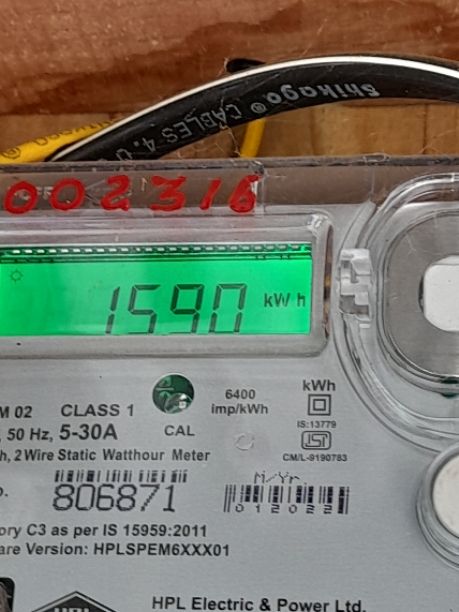 Shikago® CABLES 4.0
002316
1590 kWh
6400
imp/kWh
kWh
M 02 CLASS 1
CAL
IS:13779
, 50 Hz, 5-30A
CM/L-9190783
h, 2 Wire Static Watthour Meter
M/Yr
806871
012022
ory C3 as per IS 15959:2011
are Version: HPLSPEM6XXX01
HPL
HPL Electric & Power Ltd.